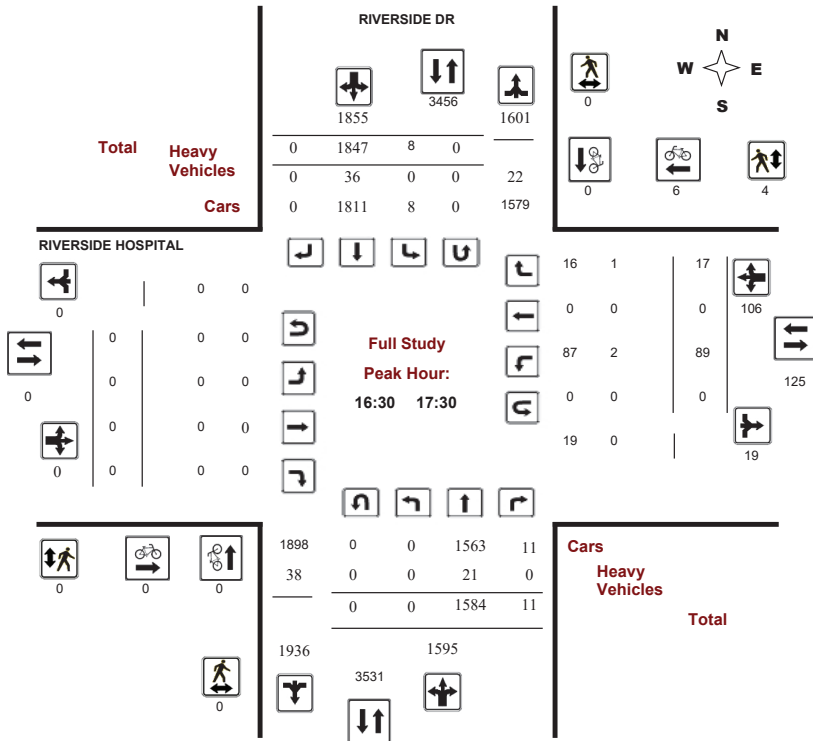 RIVERSIDE DR
N
W E
S
0
3456
1855 1601
Total Heavy Vehicles 0 1847 8 0
0 36 0 0 22
Cars 0 1811 8 0 1579
0 6 4
RIVERSIDE HOSPITAL
0 0 0
16 1 17
106
0 0 0
0 0 0
0
87 2 89
125
0 0 0
Full Study
Peak Hour:
16:30 17:30
0 0 0
0 0 0
19 0 19
0 0 0 0
1898 0 0 1563 11 Cars
38 0 0 21 0 Heavy Vehicles
0 0 1584 11 Total
0 0 0
1936 1595
3531
0